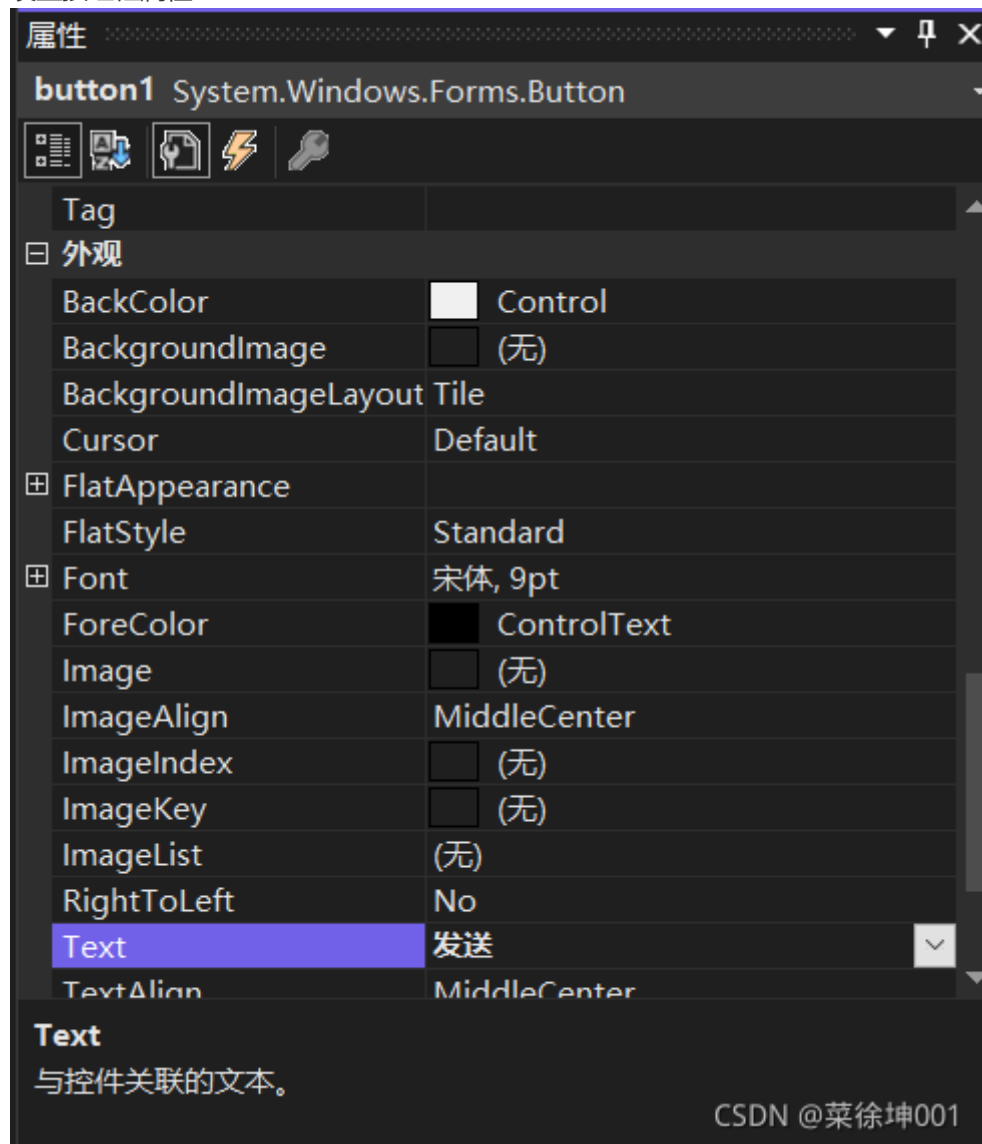 属性
button1 System.Windows.Forms.Button
Tag
外观
BackColor Control
BackgroundImage (无)
BackgroundImageLayout Tile
Cursor Default
FlatAppearance
FlatStyle Standard
Font 宋体, 9pt
ForeColor ControlText
Image (无)
ImageAlign MiddleCenter
ImageIndex (无)
ImageKey (无)
ImageList (无)
RightToLeft No
Text 发送
TextAlign MiddleCenter
Text
与控件关联的文本。
CSDN @菜徐坤001